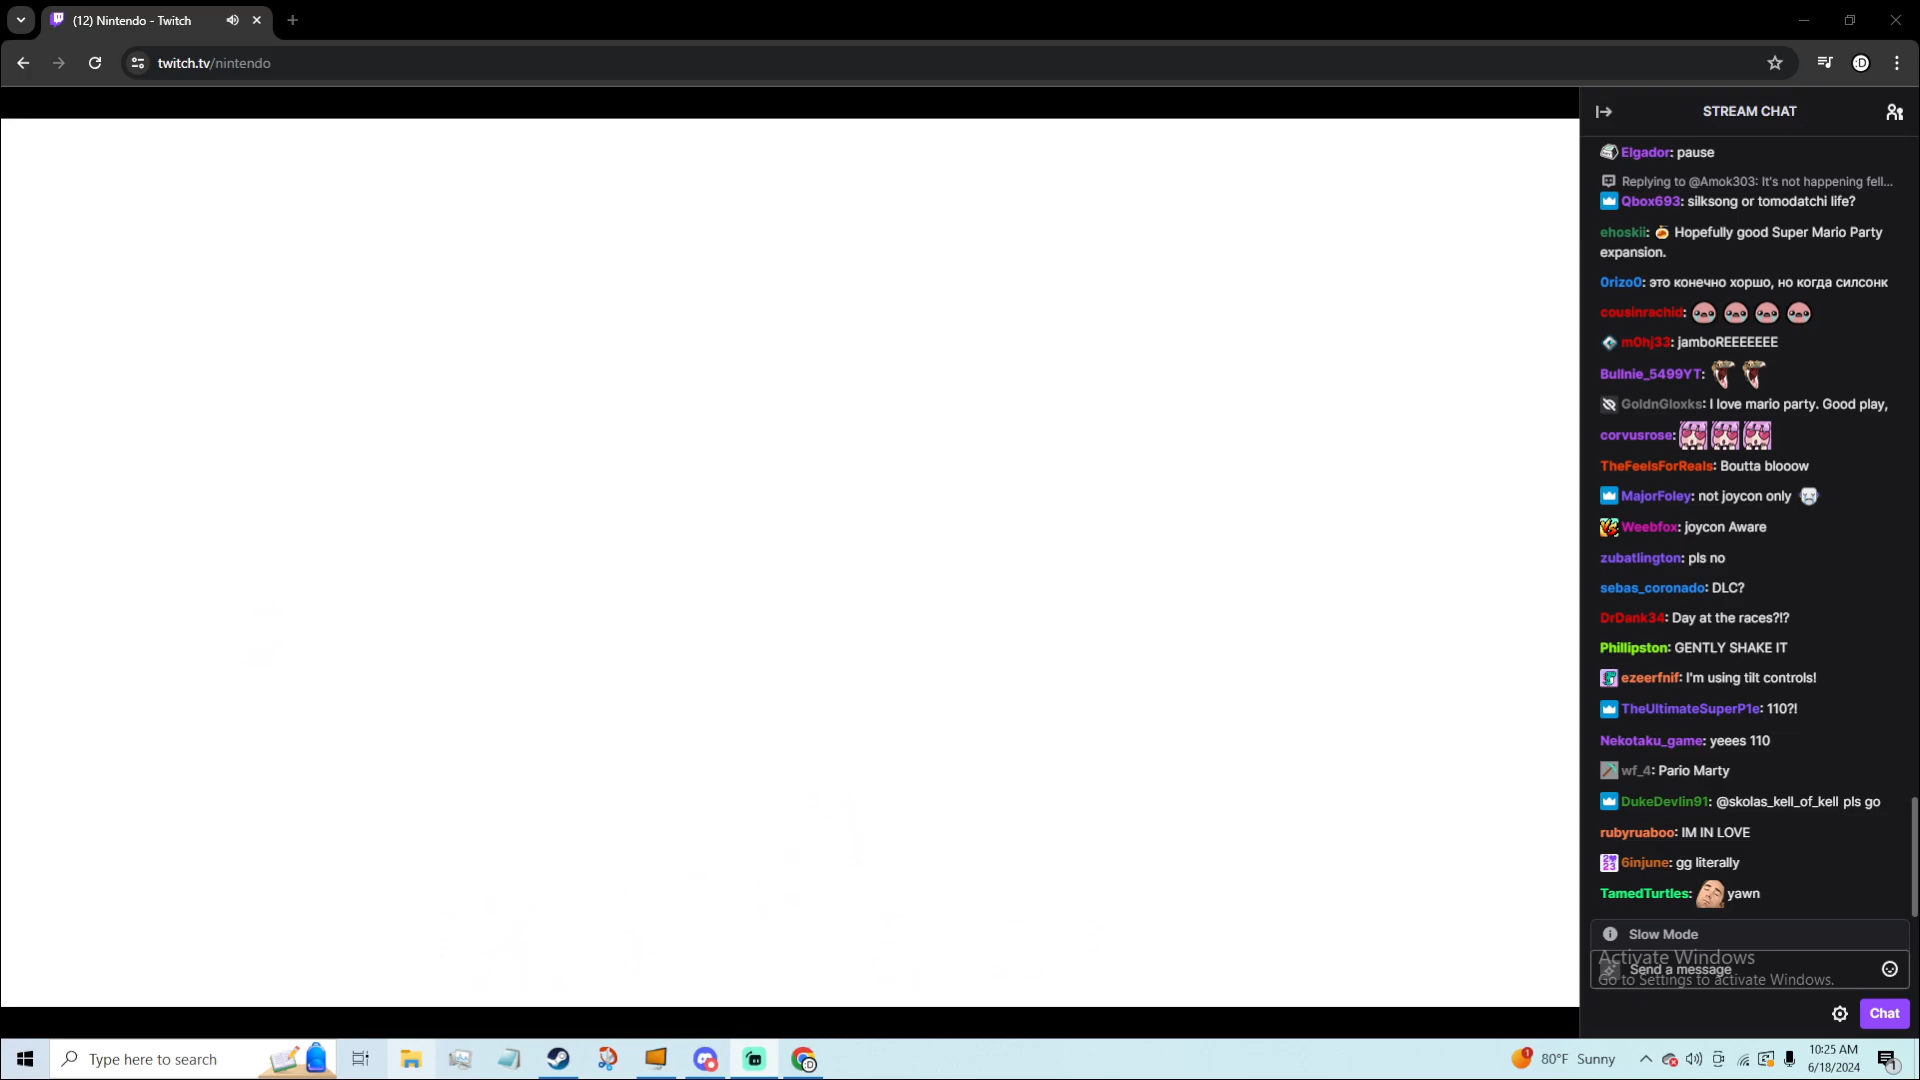 (12) Nintendo - Twitch
twitch.tv/nintendo
STREAM CHAT
Elgador: pause
Replying to @Amok303: It's not happening fell...
Qbox693: silksong or tomodatchi life?
ehoskii: Hopefully good Super Mario Party
expansion.
0rizo0: это конечно хоршо, но когда силсонк
cousinrachid:
m0hj33: jamboREEEEEEE
Bullnie_5499YT:
GoldnGloxks: I love mario party. Good play,
corvusrose:
TheFeelsForReals: Boutta blooow
MajorFoley: not joycon only
Weebfox: joycon Aware
zubatlington: pls no
sebas_coronado: DLC?
DrDank34: Day at the races?!?
Phillipston: GENTLY SHAKE IT
ezeerfnif: I'm using tilt controls!
TheUltimateSuperP1e: 110?!
Nekotaku_game: yeees 110
wf_4: Pario Marty
DukeDevlin91: @skolas_kell_of_kell pls go
rubyruaboo: IM IN LOVE
6injune: gg literally
TamedTurtles: yawn
Slow Mode
Activate Windows
Send a message
Go to Settings to activate Windows.
Chat
Type here to search
80°F Sunny
10:25 AM
6/18/2024